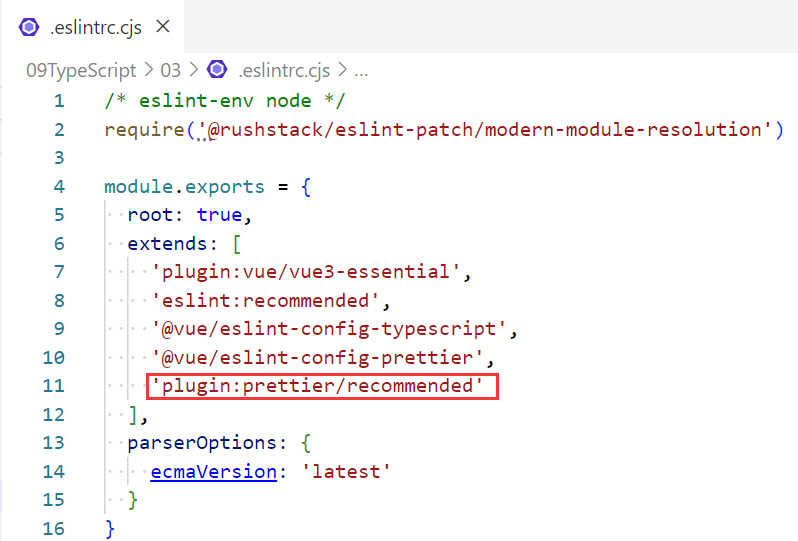 .eslintrc.cjs ×
09TypeScript > 03 > .eslintrc.cjs > ...
1 /* eslint-env node */
2 require('@rushstack/eslint-patch/modern-module-resolution')
3
4 module.exports = {
5 root: true,
6 extends: [
7 'plugin:vue/vue3-essential',
8 'eslint:recommended',
9 '@vue/eslint-config-typescript',
10 '@vue/eslint-config-prettier',
11 'plugin:prettier/recommended'
12 ],
13 parserOptions: {
14 ecmaVersion: 'latest'
15 }
16 }